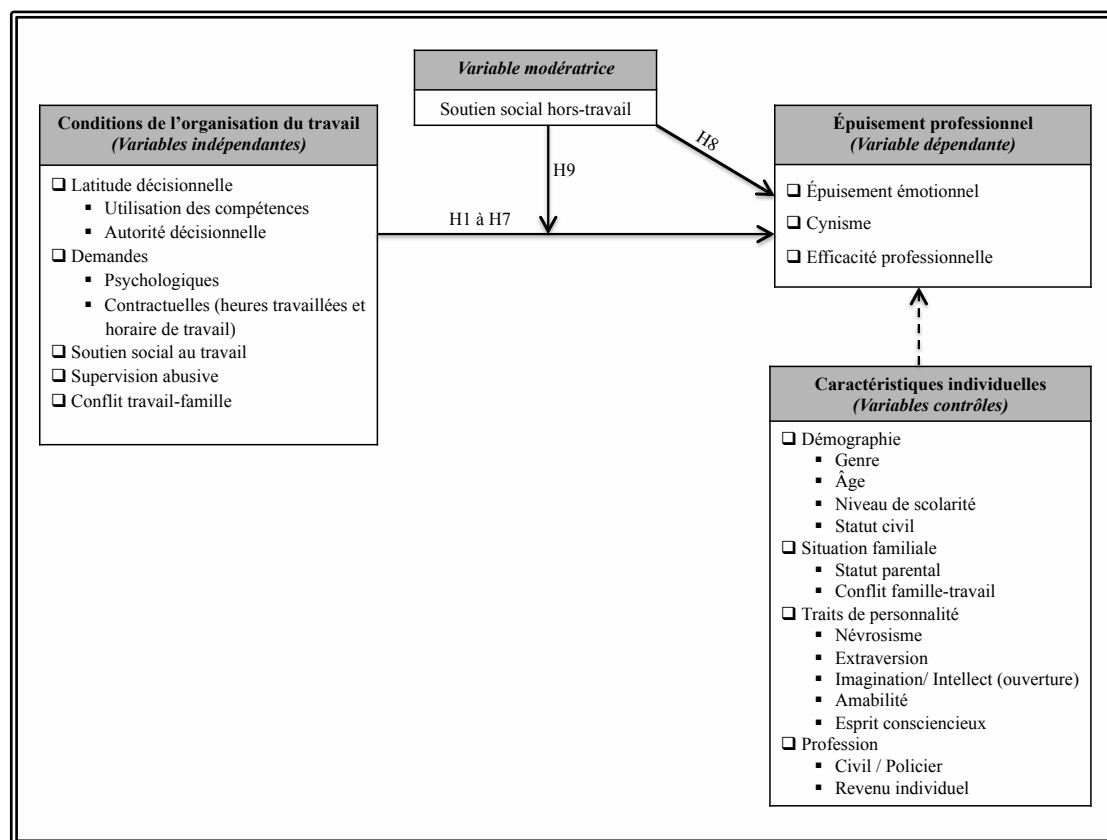 Variable modératrice
Soutien social hors-travail
Conditions de l'organisation du travail
(Variables indépendantes)
❑ Latitude décisionnelle
▪ Utilisation des compétences
▪ Autorité décisionnelle
❑ Demandes
▪ Psychologiques
▪ Contractuelles (heures travaillées et
horaire de travail)
❑ Soutien social au travail
❑ Supervision abusive
❑ Conflit travail-famille
H1 à H7
H9
H8
Épuisement professionnel
(Variable dépendante)
❑ Épuisement émotionnel
❑ Cynisme
❑ Efficacité professionnelle
Caractéristiques individuelles
(Variables contrôles)
❑ Démographie
▪ Genre
▪ Âge
▪ Niveau de scolarité
▪ Statut civil
❑ Situation familiale
▪ Statut parental
▪ Conflit famille-travail
❑ Traits de personnalité
▪ Névrosisme
▪ Extraversion
▪ Imagination/ Intellect (ouverture)
▪ Amabilité
▪ Esprit consciencieux
❑ Profession
▪ Civil / Policier
▪ Revenu individuel